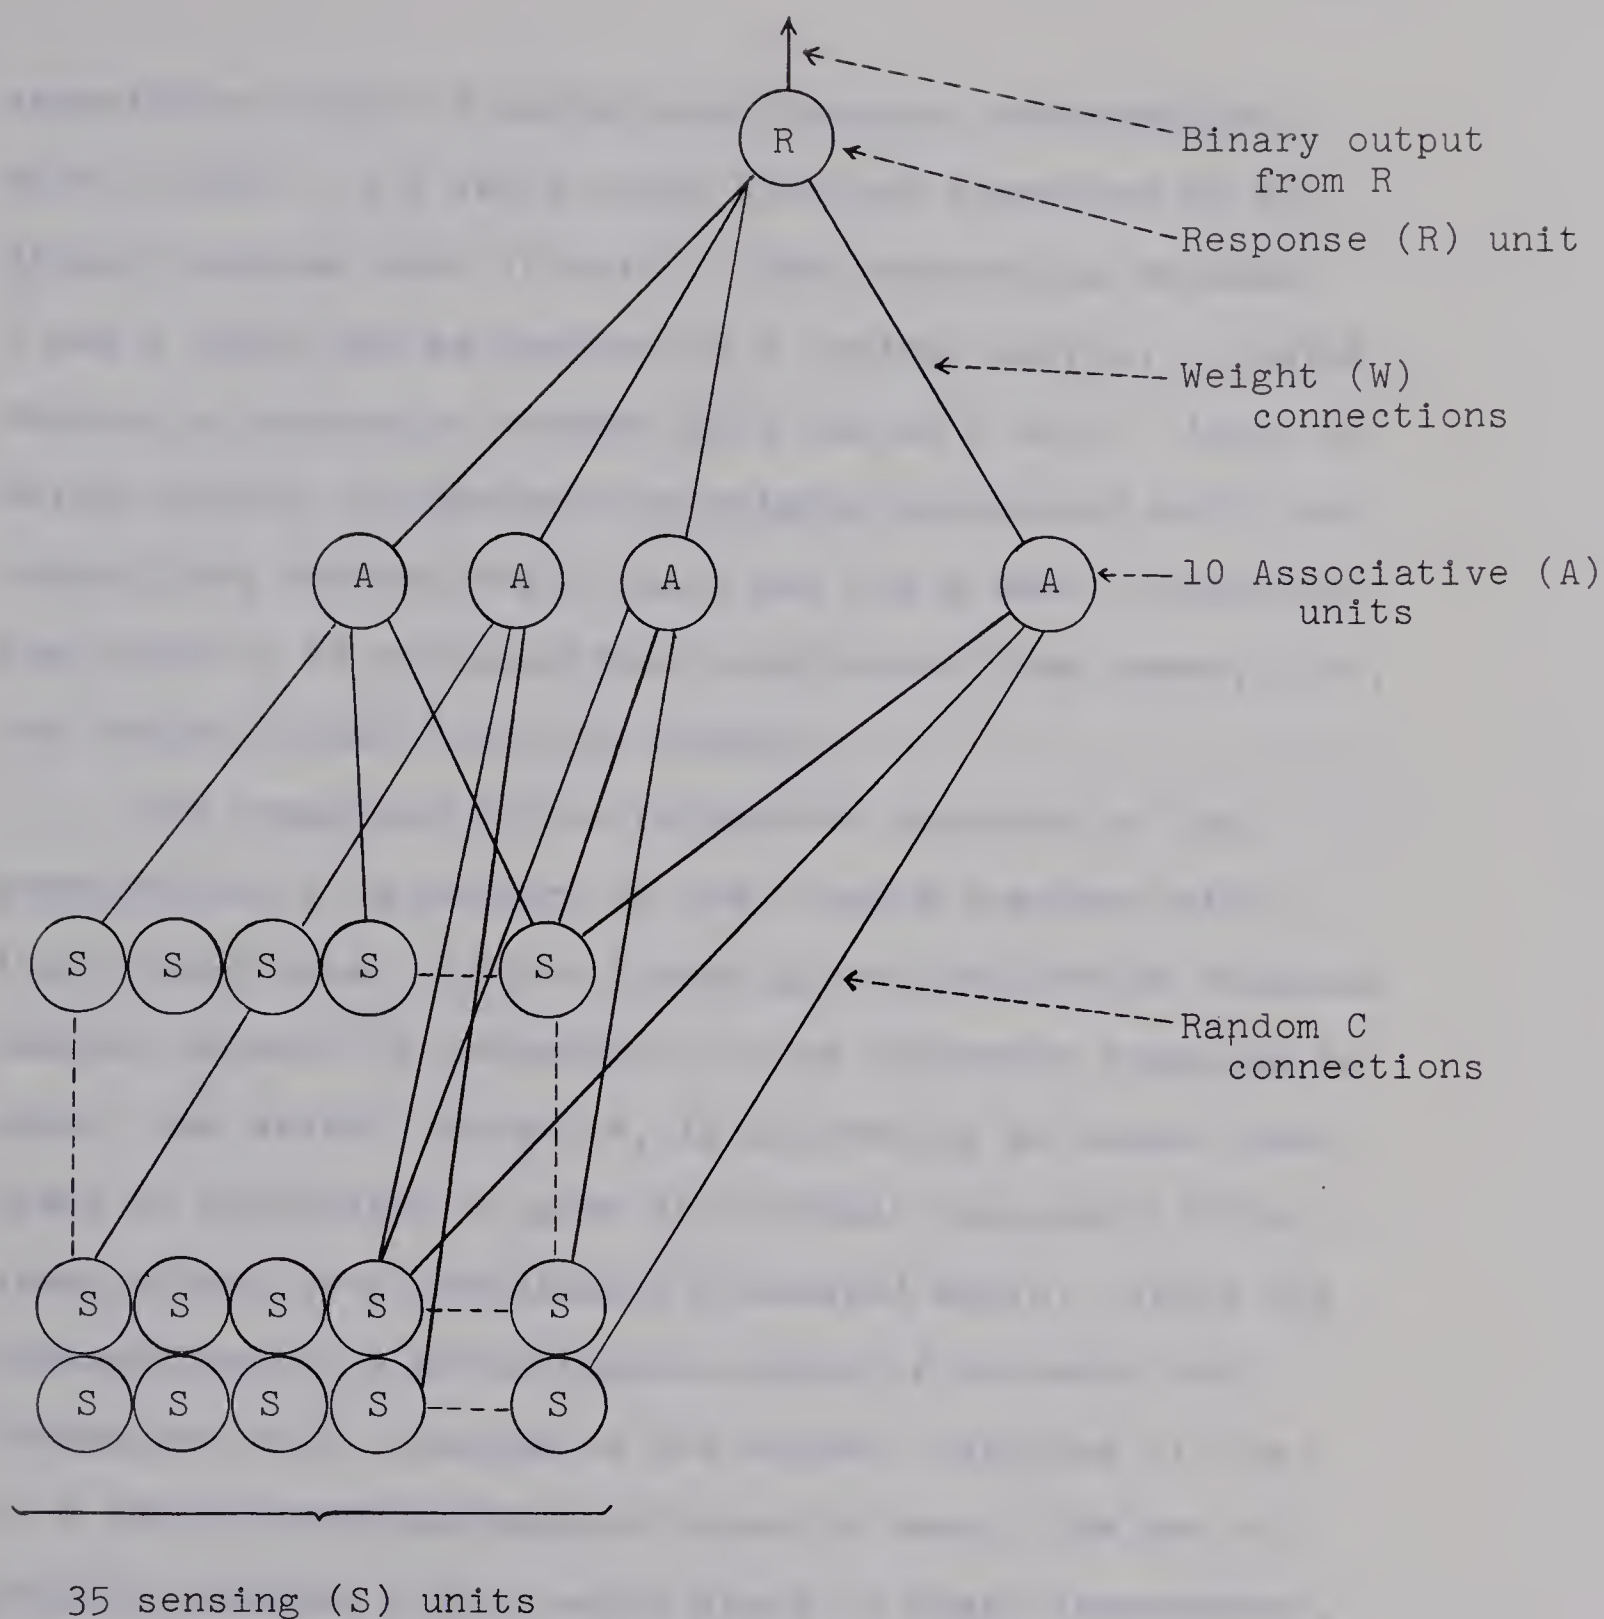 R
Binary output
from R
Response (R) unit
Weight (W)
connections
A A A A
10 Associative (A)
units
S S S S S
Random C
connections
S S S S S
S S S S S
35 sensing (S) units